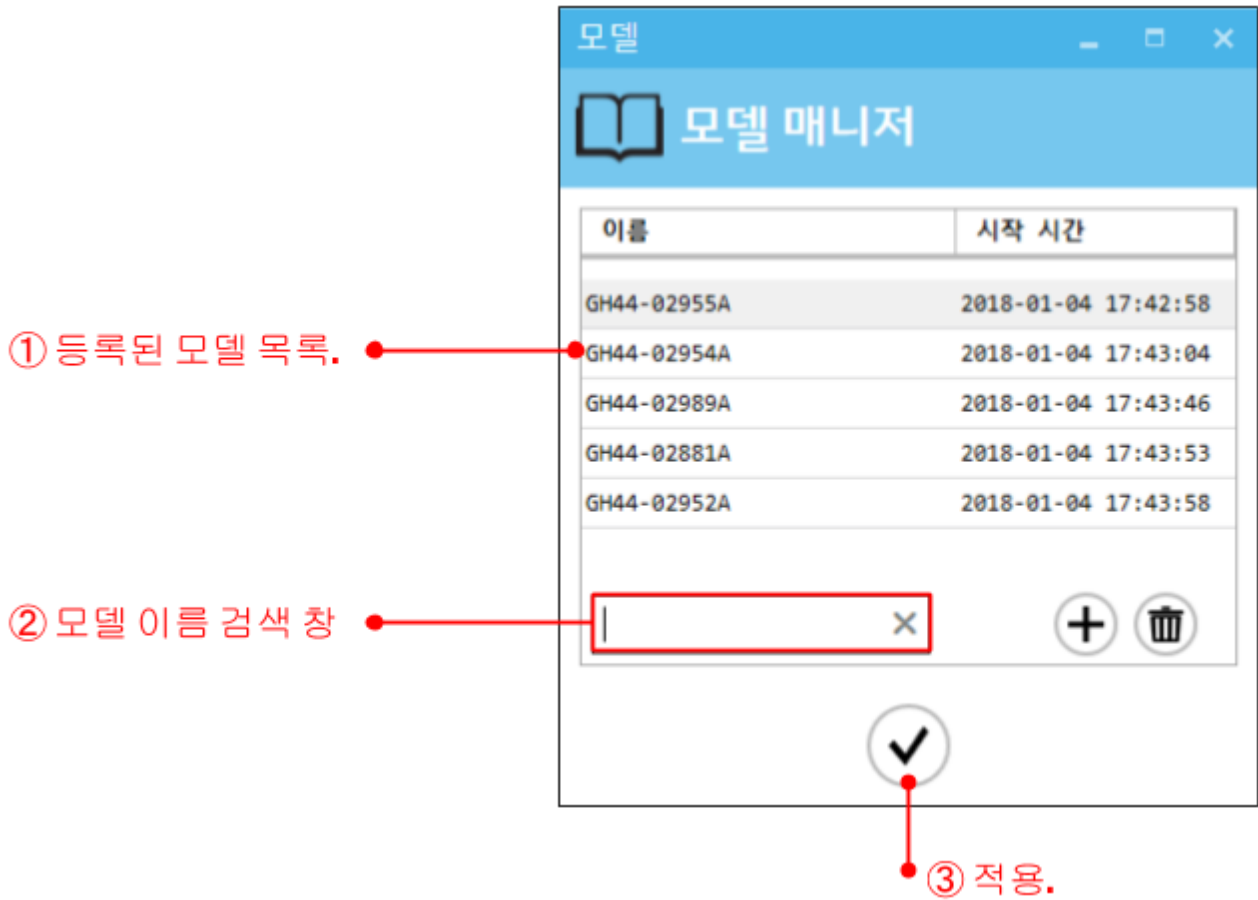 모델
모델 매니저
이름 시작 시간
GH44-02955A 2018-01-04 17:42:58
① 등록된 모델 목록.
GH44-02954A 2018-01-04 17:43:04
GH44-02989A 2018-01-04 17:43:46
GH44-02881A 2018-01-04 17:43:53
GH44-02952A 2018-01-04 17:43:58
② 모델 이름 검색 창
③ 적용.